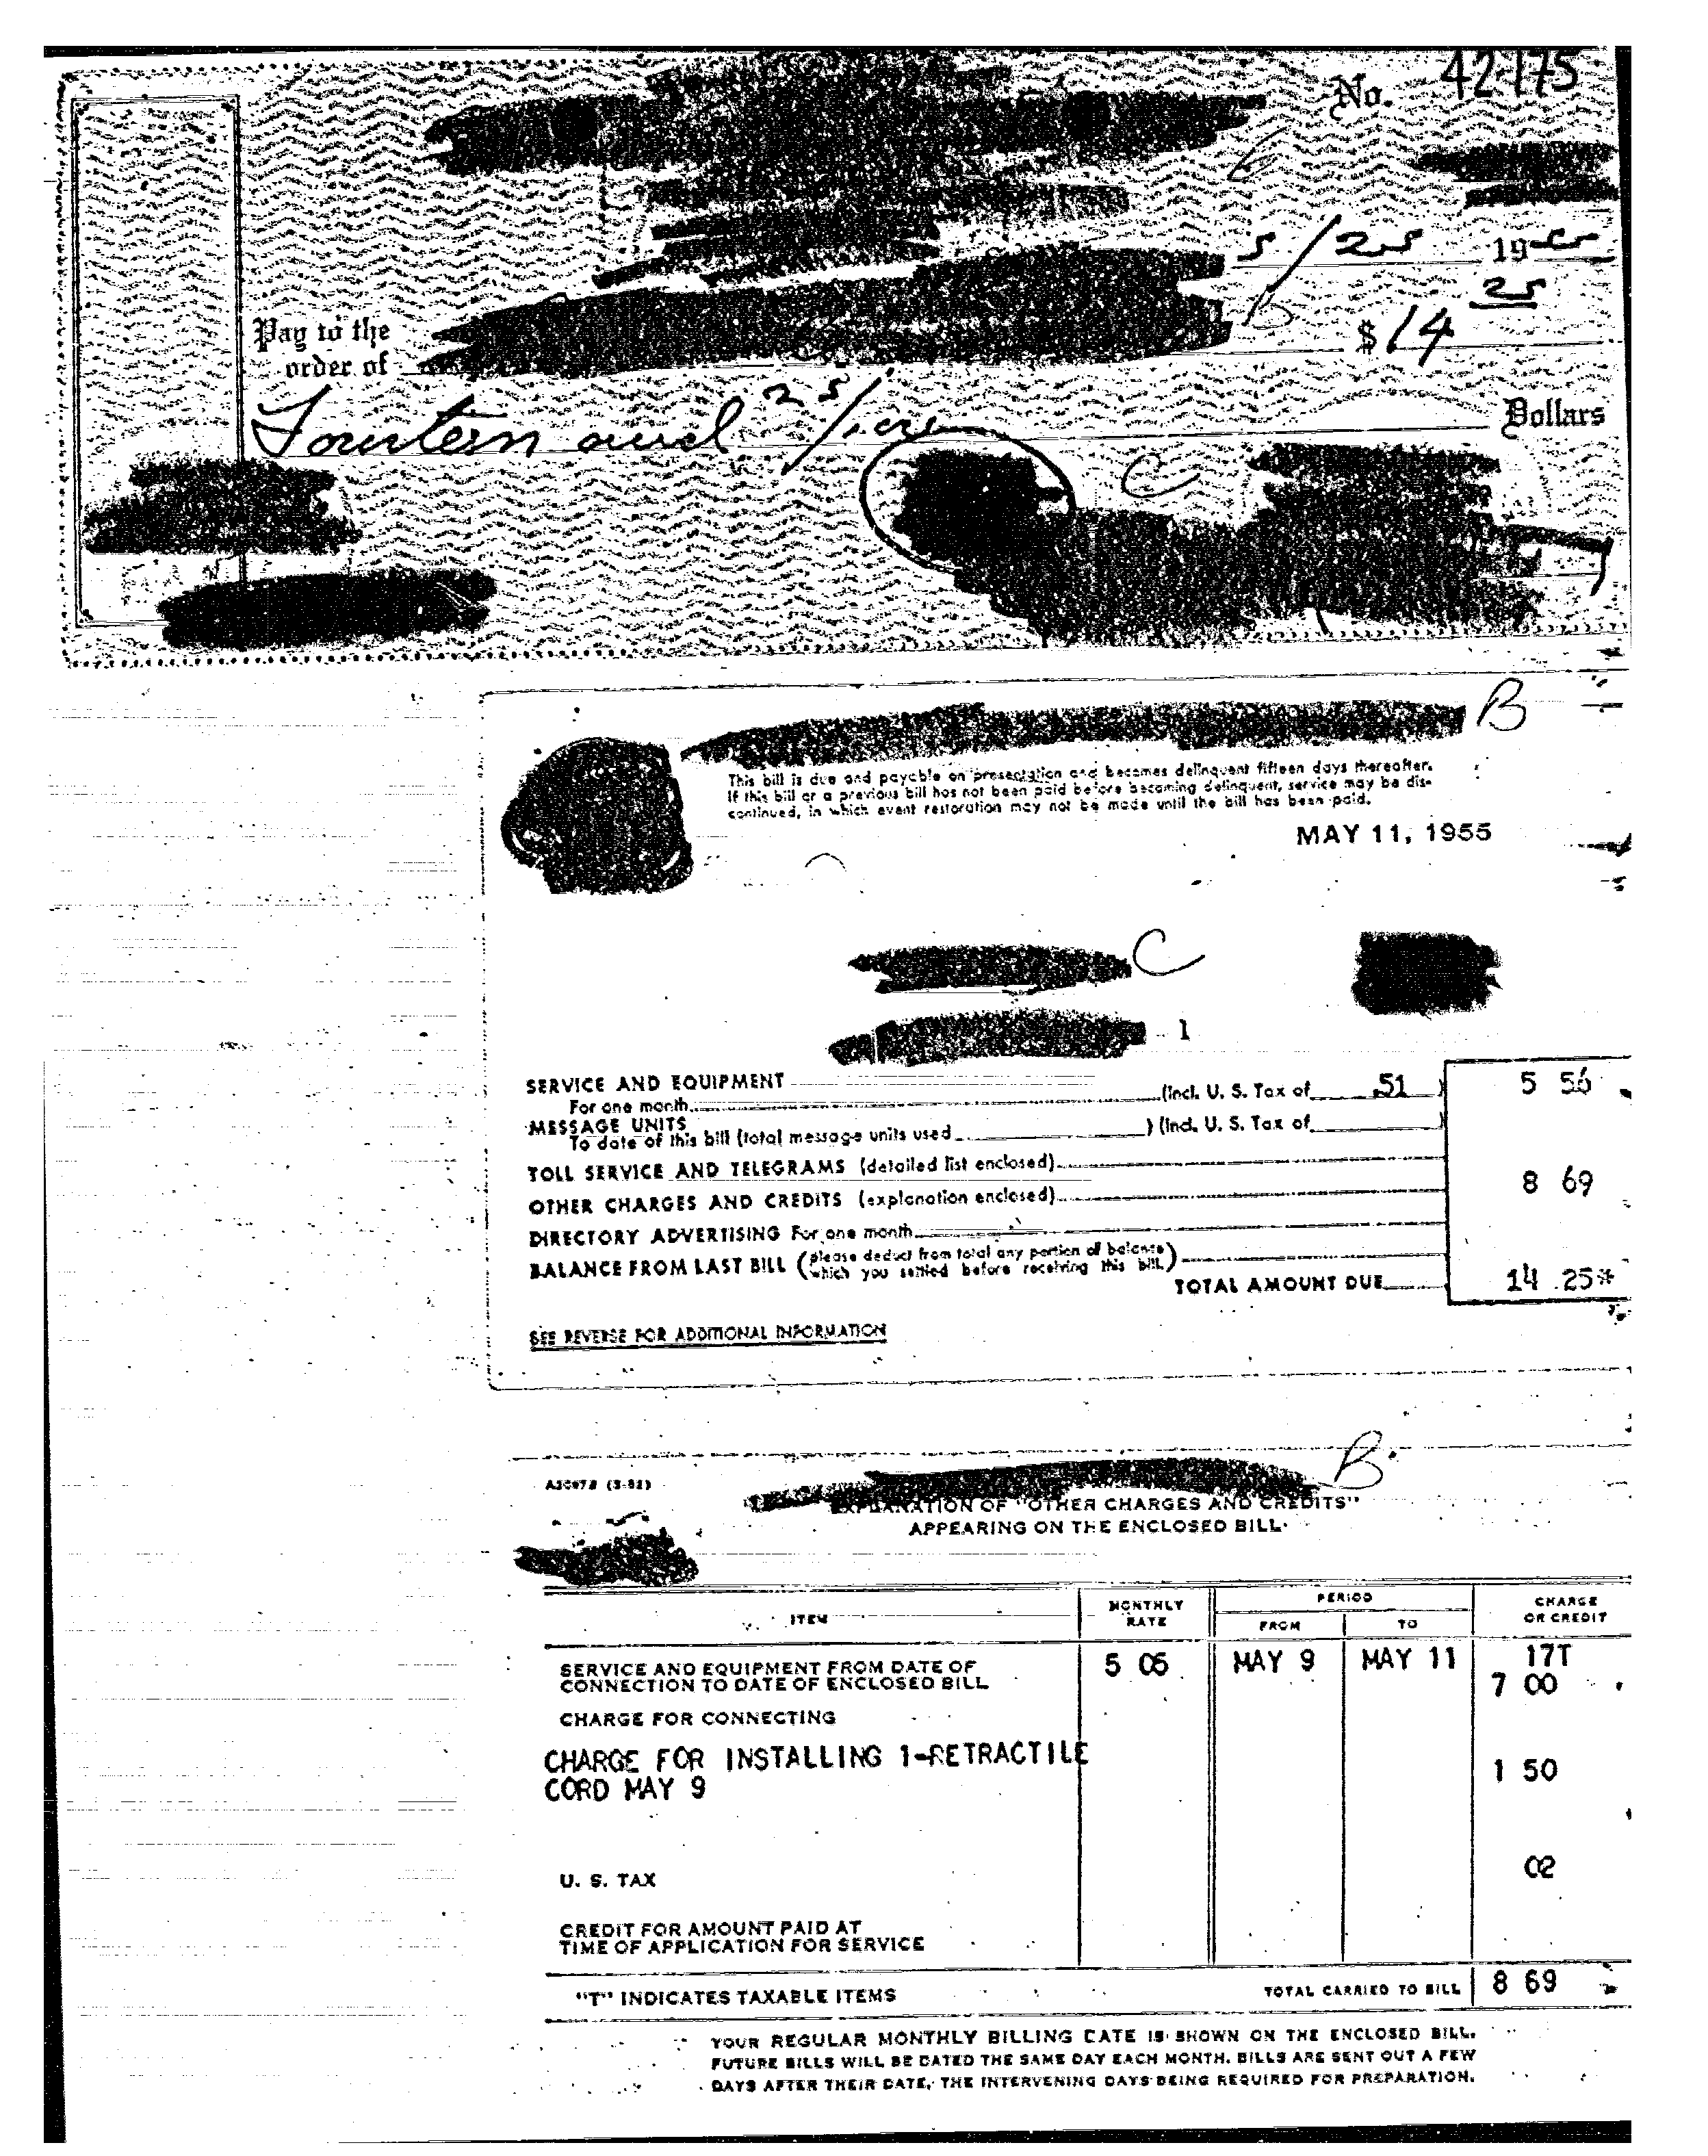 No. 42-175
5/25 1955
Pay to the
order of $14 25
Fourteen and 25/100 Dollars
C
B
This bill is due and payable on presentation and becomes delinquent fifteen days thereafter.
If this bill or a previous bill has not been paid before becoming delinquent, service may be dis-
continued, in which event restoration may not be made until the bill has been paid.
MAY 11, 1955
C
1
SERVICE AND EQUIPMENT
For one month (Incl. U. S. Tax of .51 ) 5 56
MESSAGE UNITS
To date of this bill (total message units used ) (Incl. U. S. Tax of )
TOLL SERVICE AND TELEGRAMS (detailed list enclosed)
OTHER CHARGES AND CREDITS (explanation enclosed) 8 69
DIRECTORY ADVERTISING For one month
BALANCE FROM LAST BILL (please deduct from total any portion of balance
which you settled before receiving this bill)
TOTAL AMOUNT DUE 14 25*
SEE REVERSE FOR ADDITIONAL INFORMATION
B
EXPLANATION OF "OTHER CHARGES AND CREDITS"
APPEARING ON THE ENCLOSED BILL
ITEM MONTHLY RATE PERIOD FROM TO CHARGE OR CREDIT
SERVICE AND EQUIPMENT FROM DATE OF 5 05 MAY 9 MAY 11 17T
CONNECTION TO DATE OF ENCLOSED BILL 7 00
CHARGE FOR CONNECTING
CHARGE FOR INSTALLING 1-RETRACTILE
CORD MAY 9 1 50
U. S. TAX 02
CREDIT FOR AMOUNT PAID AT
TIME OF APPLICATION FOR SERVICE
"T" INDICATES TAXABLE ITEMS TOTAL CARRIED TO BILL 8 69
YOUR REGULAR MONTHLY BILLING DATE IS SHOWN ON THE ENCLOSED BILL.
FUTURE BILLS WILL BE DATED THE SAME DAY EACH MONTH. BILLS ARE SENT OUT A FEW
DAYS AFTER THEIR DATE, THE INTERVENING DAYS BEING REQUIRED FOR PREPARATION.